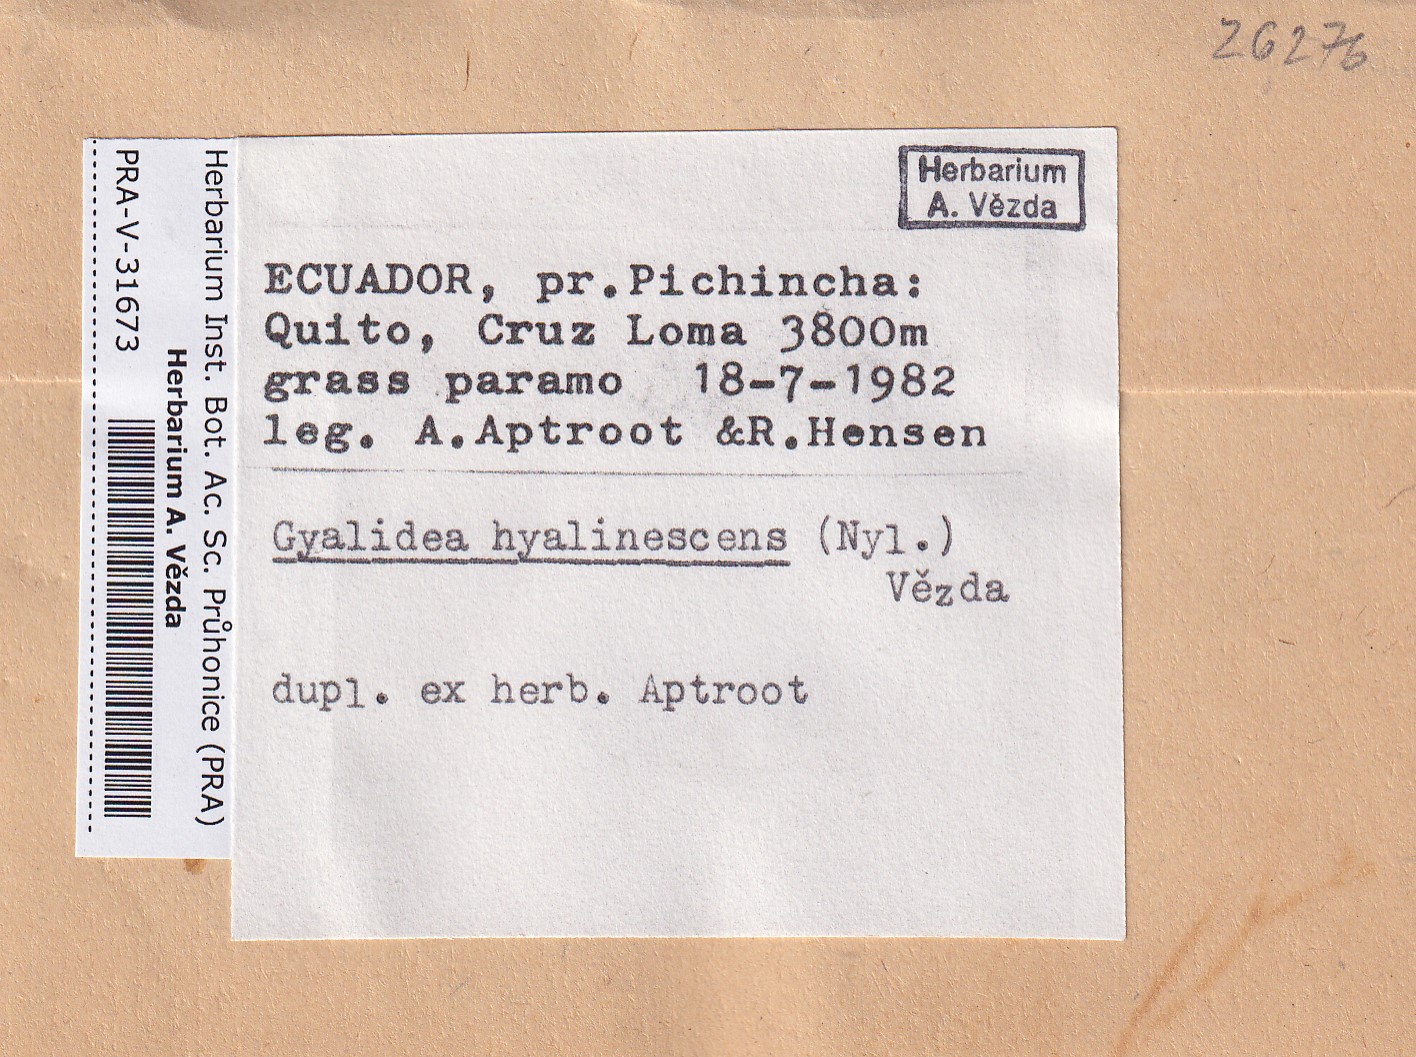 26276
Herbarium
A. Vězda
ECUADOR, pr.Pichincha:
Quito, Cruz Loma 3800m
grass paramo 18-7-1982
leg. A.Aptroot &R.Hensen
Gyalidea hyalinescens (Nyl.)
Vězda
dupl. ex herb. Aptroot
Herbarium Inst. Bot. Ac. Sc. Průhonice (PRA)
Herbarium A. Vězda
PRA-V-31673